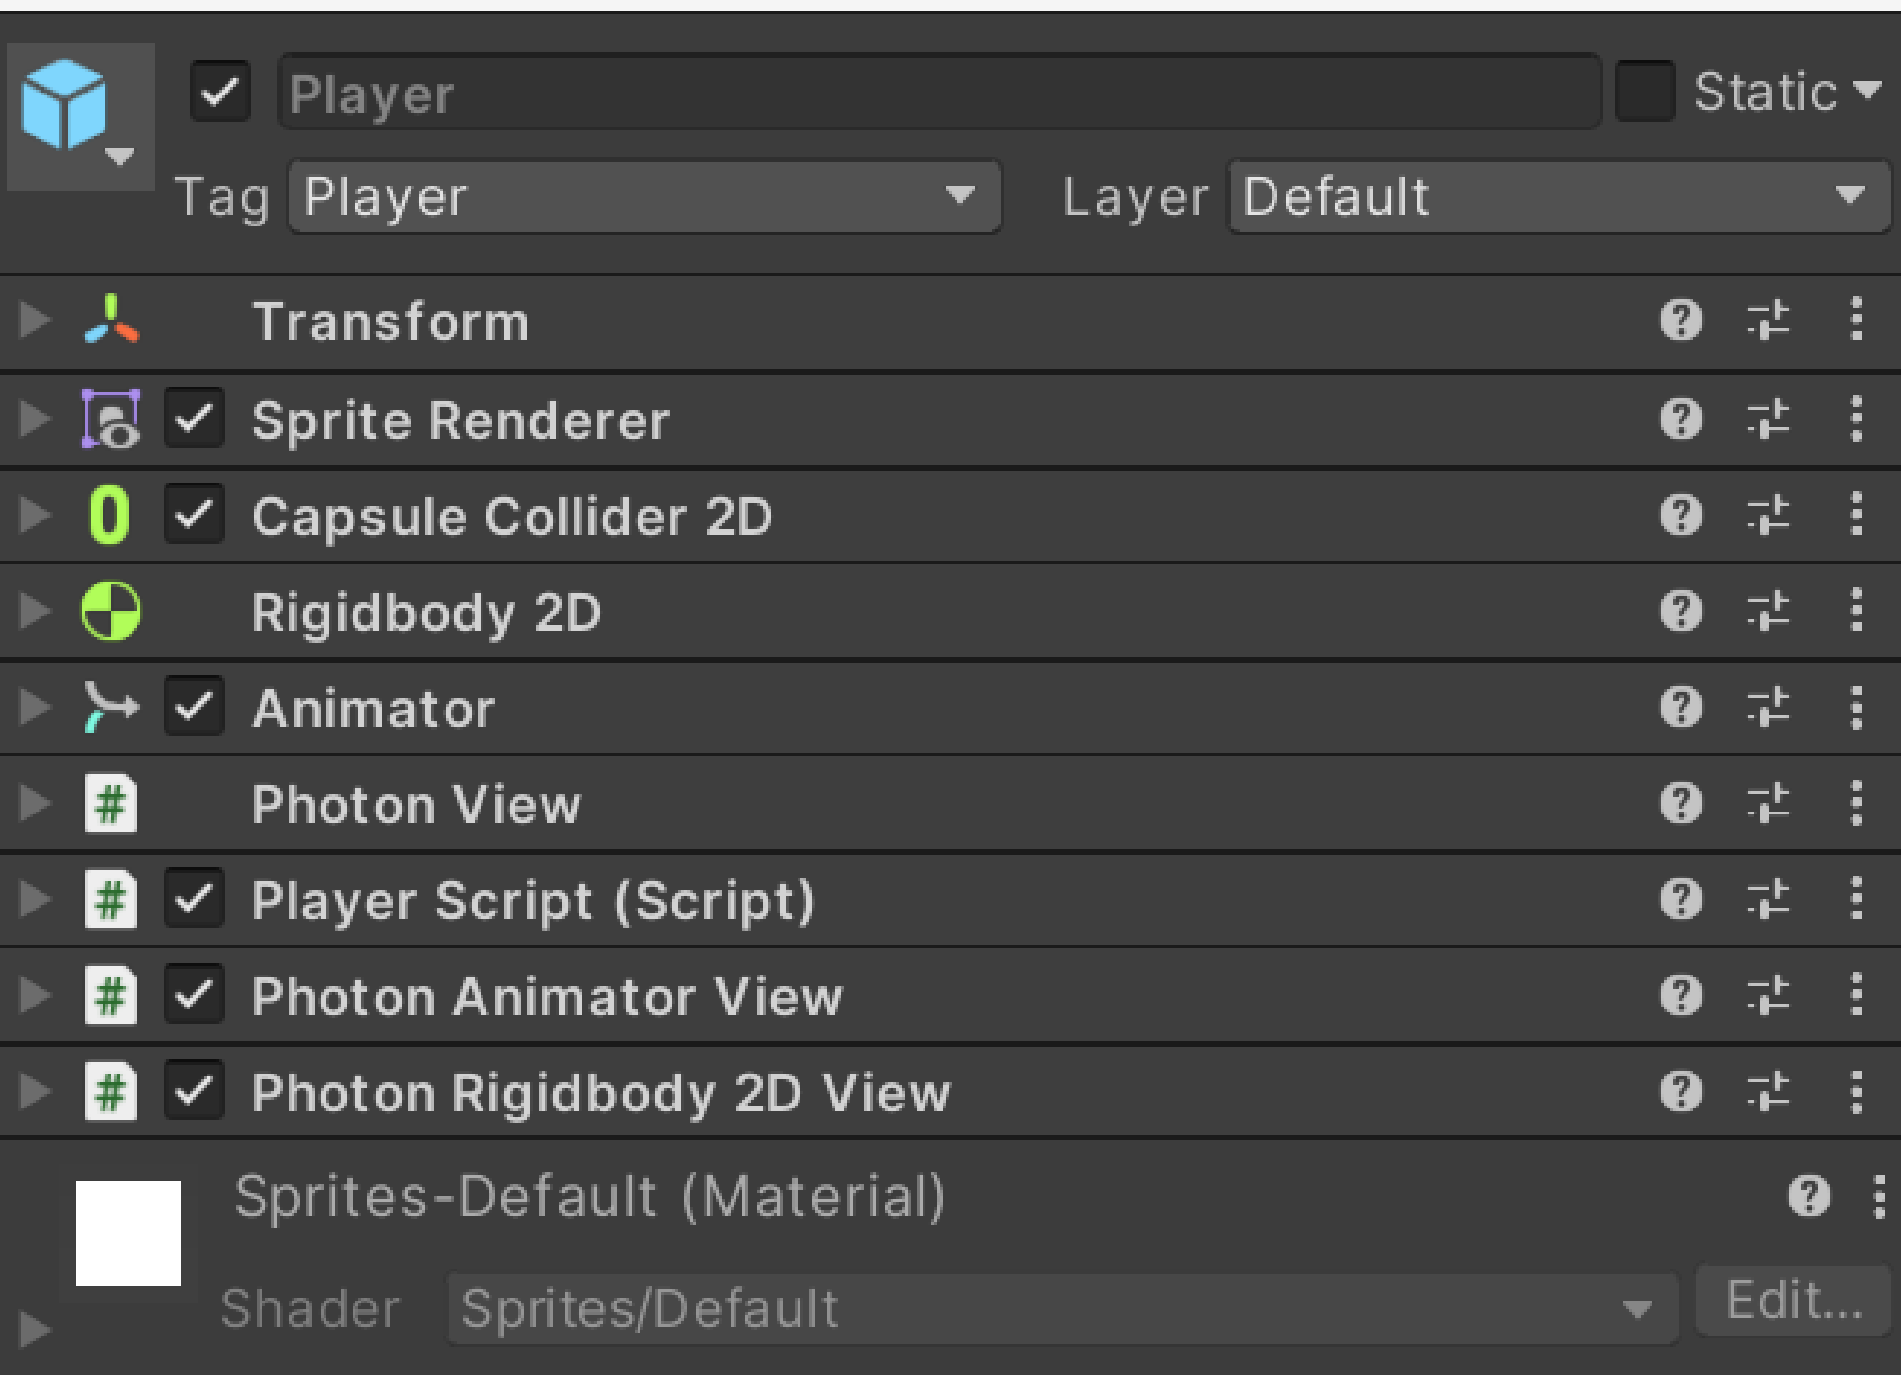 Player Static
Tag Player Layer Default
Transform
Sprite Renderer
Capsule Collider 2D
Rigidbody 2D
Animator
# Photon View
# Player Script (Script)
# Photon Animator View
# Photon Rigidbody 2D View
Sprites-Default (Material)
Shader Sprites/Default Edit...